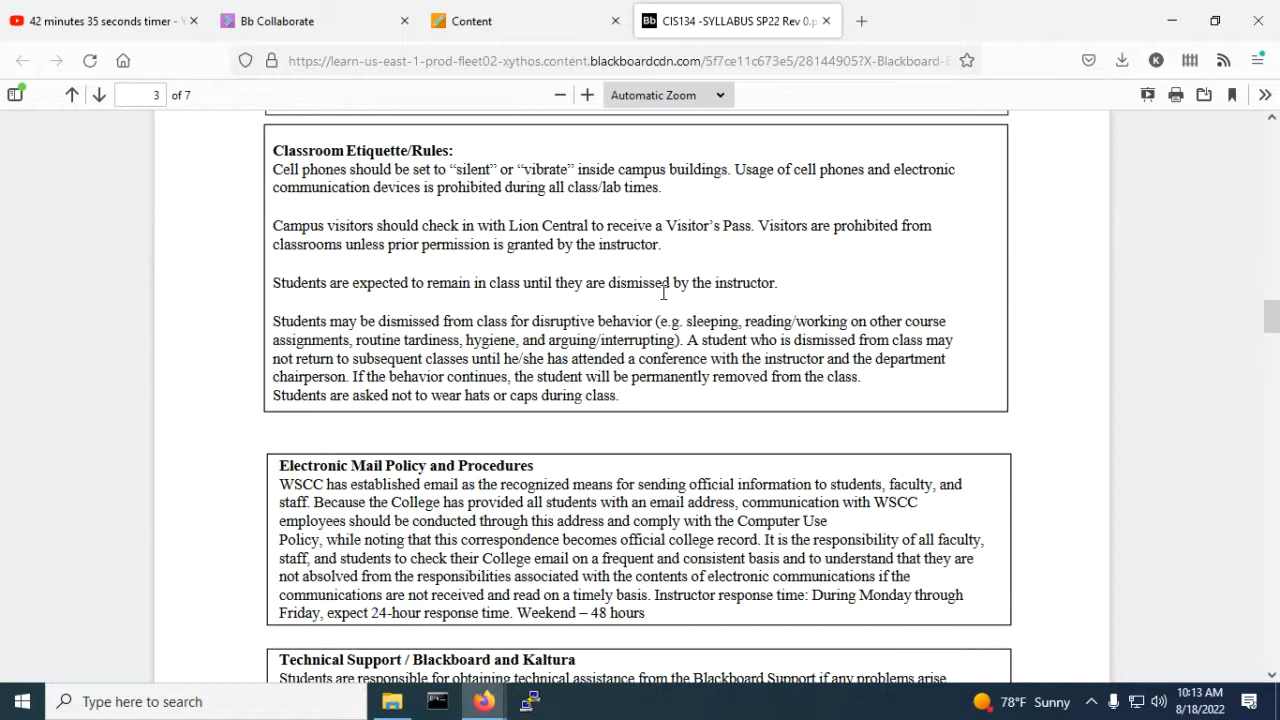 42 minutes 35 seconds timer -
Bb Collaborate
Content
Bb CIS134 -SYLLABUS SP22 Rev 0.p
https://learn-us-east-1-prod-fleet02-xythos.content.blackboardcdn.com/5f7ce11c673e5/28144905?X-Blackboard-
K
3 of 7
Automatic Zoom
Classroom Etiquette/Rules:
Cell phones should be set to “silent” or “vibrate” inside campus buildings. Usage of cell phones and electronic
communication devices is prohibited during all class/lab times.
Campus visitors should check in with Lion Central to receive a Visitor’s Pass. Visitors are prohibited from
classrooms unless prior permission is granted by the instructor.
Students are expected to remain in class until they are dismissed by the instructor.
Students may be dismissed from class for disruptive behavior (e.g. sleeping, reading/working on other course
assignments, routine tardiness, hygiene, and arguing/interrupting). A student who is dismissed from class may
not return to subsequent classes until he/she has attended a conference with the instructor and the department
chairperson. If the behavior continues, the student will be permanently removed from the class.
Students are asked not to wear hats or caps during class.
Electronic Mail Policy and Procedures
WSCC has established email as the recognized means for sending official information to students, faculty, and
staff. Because the College has provided all students with an email address, communication with WSCC
employees should be conducted through this address and comply with the Computer Use
Policy, while noting that this correspondence becomes official college record. It is the responsibility of all faculty,
staff, and students to check their College email on a frequent and consistent basis and to understand that they are
not absolved from the responsibilities associated with the contents of electronic communications if the
communications are not received and read on a timely basis. Instructor response time: During Monday through
Friday, expect 24-hour response time. Weekend – 48 hours
Technical Support / Blackboard and Kaltura
Students are responsible for obtaining technical assistance from the Blackboard Support if any problems arise
Type here to search
78°F Sunny
10:13 AM
8/18/2022